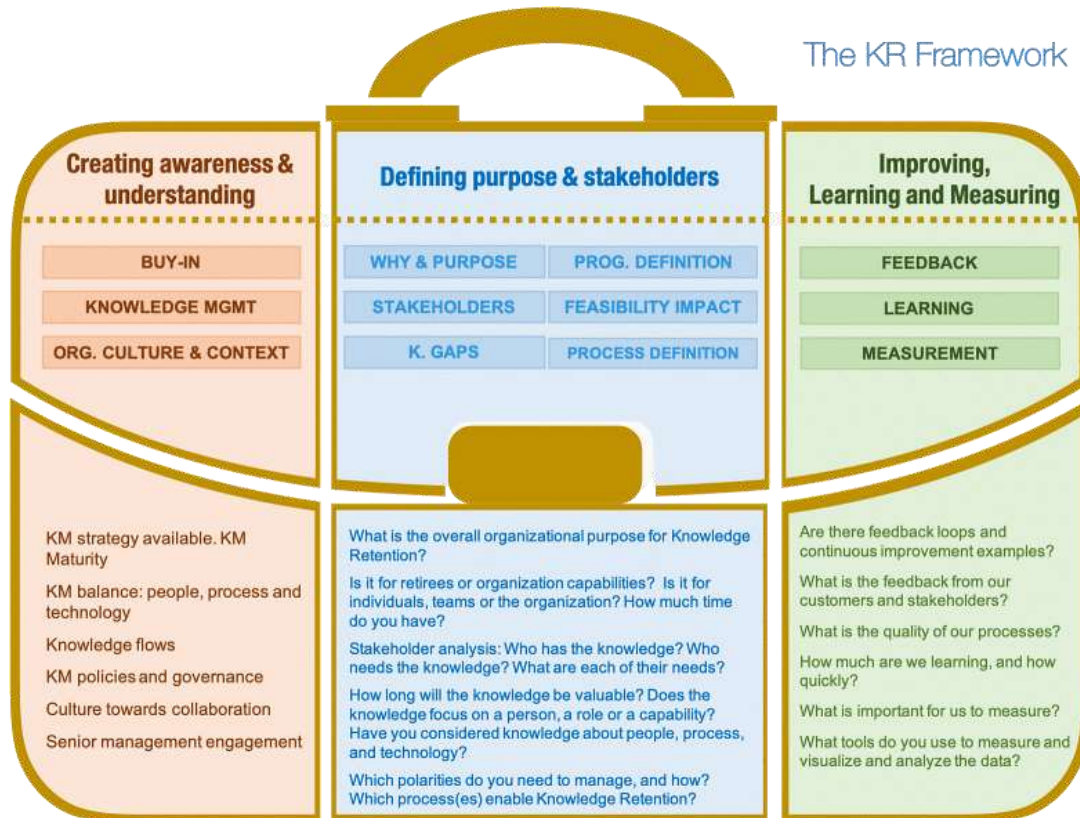 The KR Framework
Creating awareness &
understanding
BUY-IN
KNOWLEDGE MGMT
ORG. CULTURE & CONTEXT
KM strategy available. KM
Maturity
KM balance: people, process and
technology
Knowledge flows
KM policies and governance
Culture towards collaboration
Senior management engagement
Defining purpose & stakeholders
WHY & PURPOSE
PROG. DEFINITION
STAKEHOLDERS
FEASIBILITY IMPACT
K. GAPS
PROCESS DEFINITION
What is the overall organizational purpose for Knowledge
Retention?
Is it for retirees or organization capabilities? Is it for
individuals, teams or the organization? How much time
do you have?
Stakeholder analysis: Who has the knowledge? Who
needs the knowledge? What are each of their needs?
How long will the knowledge be valuable? Does the
knowledge focus on a person, a role or a capability?
Have you considered knowledge about people, process,
and technology?
Which polarities do you need to manage, and how?
Which process(es) enable Knowledge Retention?
Improving,
Learning and Measuring
FEEDBACK
LEARNING
MEASUREMENT
Are there feedback loops and
continuous improvement examples?
What is the feedback from our
customers and stakeholders?
What is the quality of our processes?
How much are we learning, and how
quickly?
What is important for us to measure?
What tools do you use to measure and
visualize and analyze the data?